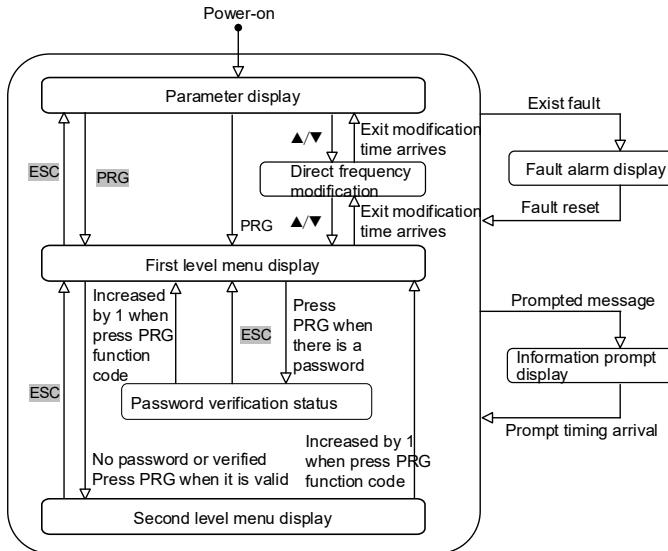 Power-on
Parameter display
Exist fault
▲/▼
Exit modification
time arrives
ESC
PRG
Direct frequency
modification
Fault alarm display
Fault reset
PRG
▲/▼
Exit modification
time arrives
First level menu display
Increased
by 1 when
press PRG
function
code
ESC
Press
PRG when
there is a
password
Prompted message
Information prompt
display
ESC
Password verification status
Prompt timing arrival
Increased by 1
when press PRG
function code
No password or verified
Press PRG when it is valid
Second level menu display